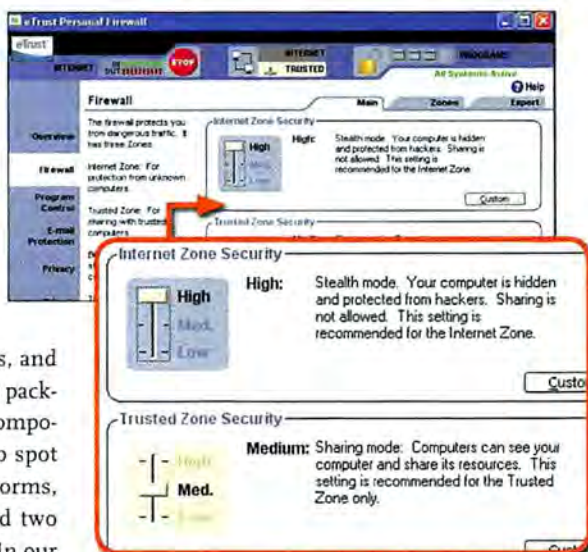 eTrust Personal Firewall
eTrust
INTERNET
IN
OUT
STOP
INTERNET
TRUSTED
PROGRAMS
All Systems Active
Help
Firewall
Main
Zones
Expert
Overview
Firewall
Program
Control
E-mail
Protection
Privacy
The firewall protects you
from dangerous traffic. It
has three Zones.
Internet Zone: For
protection from unknown
computers.
Trusted Zone: For
sharing with trusted
computers.
Internet Zone Security
High
Med.
Low
High: Stealth mode. Your computer is hidden
and protected from hackers. Sharing is
not allowed. This setting is
recommended for the Internet Zone.
Custom
Trusted Zone Security
Internet Zone Security
High
Med.
Low
High: Stealth mode. Your computer is hidden
and protected from hackers. Sharing is
not allowed. This setting is
recommended for the Internet Zone.
Custo
Trusted Zone Security
High
Med.
Medium: Sharing mode: Computers can see your
computer and share its resources. This
setting is recommended for the Trusted
Zone only.
Cust
s, and
pack-
ompo-
o spot
orms,
d two
In our